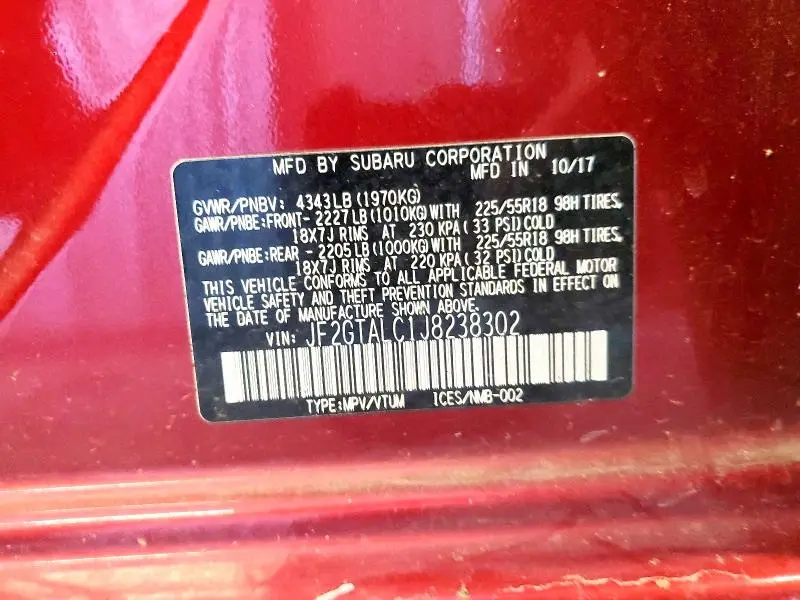 MFD BY SUBARU CORPORATION
MFD IN 10/17
GVWR/PNBV: 4343LB(1970KG)
GAWR/PNBE:FRONT- 2227LB(1010KG)WITH 225/55R18 98H TIRES,
18X7J RIMS AT 230 KPA( 33 PSI)COLD
GAWR/PNBE:REAR - 2205LB(1000KG)WITH 225/55R18 98H TIRES,
18X7J RIMS AT 220 KPA( 32 PSI)COLD
THIS VEHICLE CONFORMS TO ALL APPLICABLE FEDERAL MOTOR
VEHICLE SAFETY AND THEFT PREVENTION STANDARDS IN EFFECT ON
THE DATE OF MANUFACTURE SHOWN ABOVE.
VIN: JF2GTALC1J8238302
TYPE:MPV/VTUM ICES/NMB-002